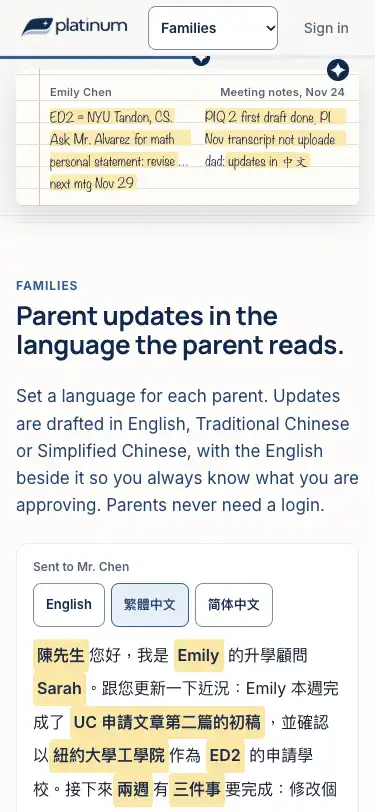 platinum
Families
Sign in
Emily Chen
Meeting notes, Nov 24
ED2 = NYU Tandon, CS.
Ask Mr. Alvarez for math
personal statement: revise ...
next mtg Nov 29
PIQ 2 first draft done, PI
Nov transcript not uploade
dad: updates in 中文
FAMILIES
Parent updates in the
language the parent reads.
Set a language for each parent. Updates
are drafted in English, Traditional Chinese
or Simplified Chinese, with the English
beside it so you always know what you are
approving. Parents never need a login.
Sent to Mr. Chen
English
繁體中文
简体中文
陳先生您好，我是 Emily 的升學顧問
Sarah。跟您更新一下近況：Emily 本週完
成了 UC 申請文章第二篇的初稿，並確認
以紐約大學工學院作為 ED2 的申請學
校。接下來兩週有三件事要完成：修改個